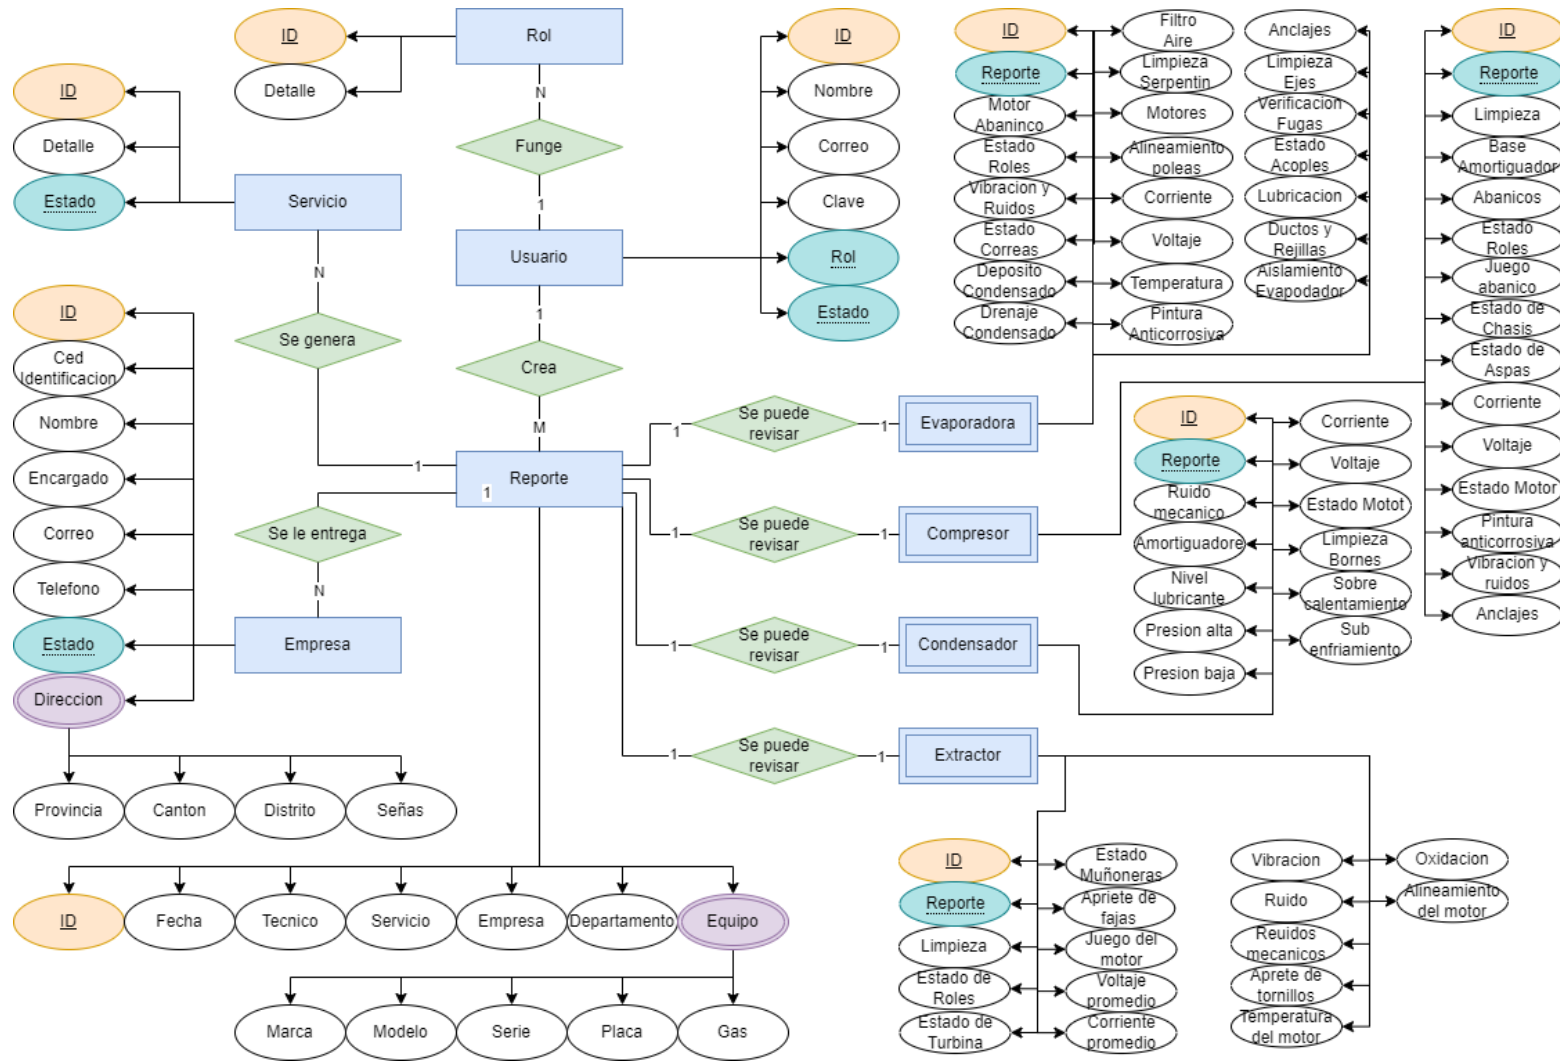 ID
Detalle
Rol
N
Funge
1
Usuario
1
Crea
M
Reporte
ID
Nombre
Correo
Clave
Rol
Estado
ID
Detalle
Estado
Servicio
N
Se genera
1
ID
Ced
Identificacion
Nombre
Encargado
Correo
Telefono
Estado
Direccion
Provincia
Canton
Distrito
Señas
1
Se le entrega
N
Empresa
ID
Fecha
Tecnico
Servicio
Empresa
Departamento
Equipo
Marca
Modelo
Serie
Placa
Gas
1
Se puede
revisar
1
Evaporadora
1
Se puede
revisar
1
Compresor
1
Se puede
revisar
1
Condensador
1
Se puede
revisar
1
Extractor
ID
Reporte
Motor
Abaninco
Estado
Roles
Vibracion y
Ruidos
Estado
Correas
Deposito
Condensado
Drenaje
Condensado
Filtro
Aire
Limpieza
Serpentin
Motores
Alineamiento
poleas
Corriente
Voltaje
Temperatura
Pintura
Anticorrosiva
Anclajes
Limpieza
Ejes
Verificacion
Fugas
Estado
Acoples
Lubricacion
Ductos y
Rejillas
Aislamiento
Evapodador
ID
Reporte
Limpieza
Base
Amortiguador
Abanicos
Estado
Roles
Juego
abanico
Estado de
Chasis
Estado de
Aspas
Corriente
Voltaje
Estado Motor
Pintura
anticorrosiva
Vibracion y
ruidos
Anclajes
ID
Reporte
Ruido
mecanico
Amortiguadore
Nivel
lubricante
Presion alta
Presion baja
Corriente
Voltaje
Estado Motot
Limpieza
Bornes
Sobre
calentamiento
Sub
enfriamiento
ID
Reporte
Limpieza
Estado de
Roles
Estado de
Turbina
Estado
Muñoneras
Apriete de
fajas
Juego del
motor
Voltaje
promedio
Corriente
promedio
Vibracion
Ruido
Reuidos
mecanicos
Aprete de
tornillos
Temperatura
del motor
Oxidacion
Alineamiento
del motor